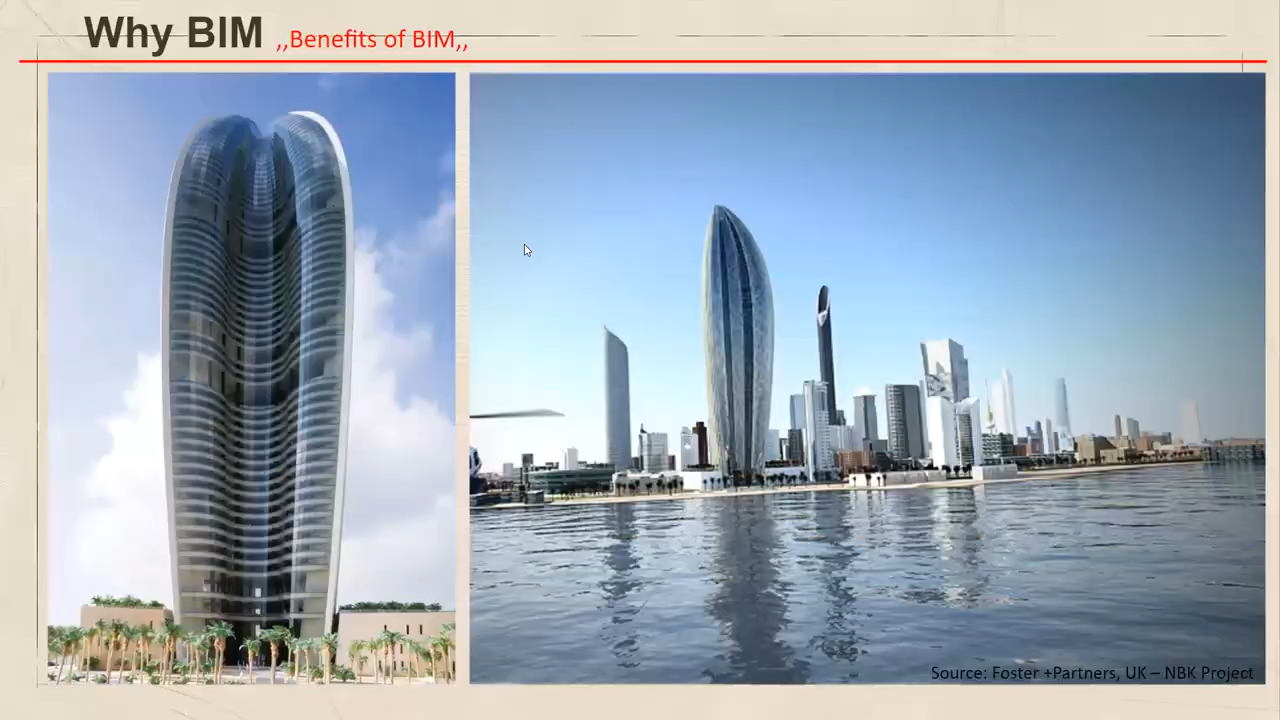 Why BIM ,,Benefits of BIM,,
Source: Foster +Partners, UK – NBK Project